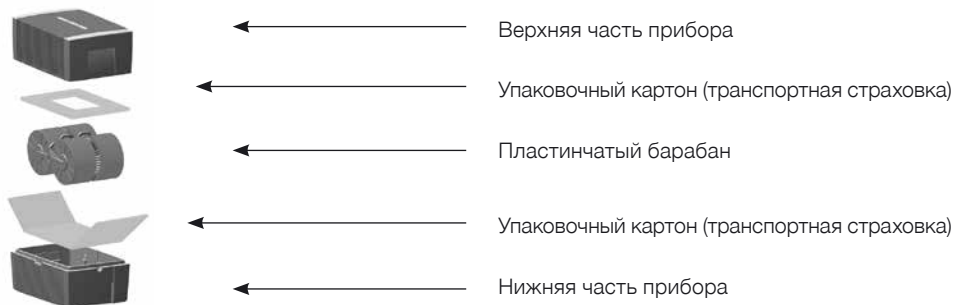 Верхняя часть прибора
Упаковочный картон (транспортная страховка)
Пластинчатый барабан
Упаковочный картон (транспортная страховка)
Нижняя часть прибора